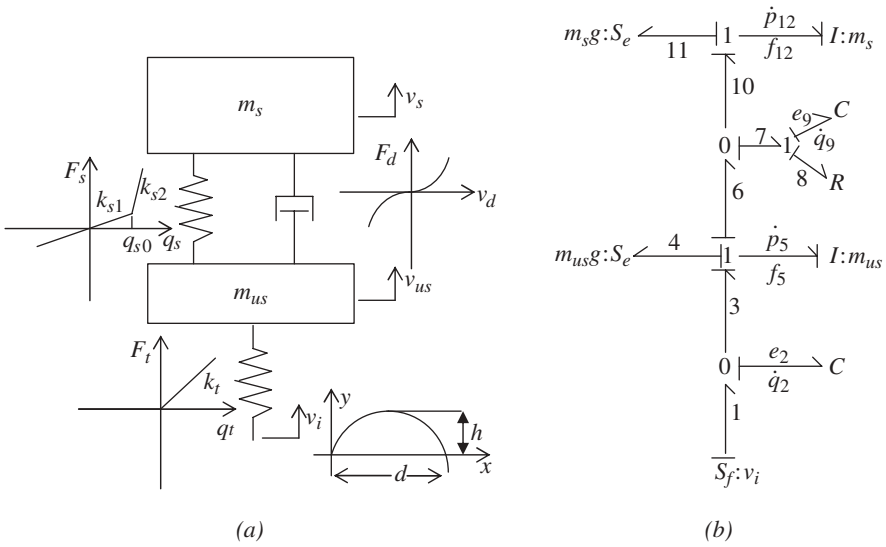 m_s
v_s
F_s
k_s1
k_s2
q_s0
q_s
F_d
v_d
m_us
v_us
F_t
k_t
q_t
v_i
y
h
d
x
(a)
m_s g:S_e
11
1
ṗ_12
f_12
I:m_s
10
0
7
1
e_9
C
q̇_9
8
R
6
m_us g:S_e
4
1
ṗ_5
f_5
I:m_us
3
0
e_2
q̇_2
C
1
S_f:v_i
(b)